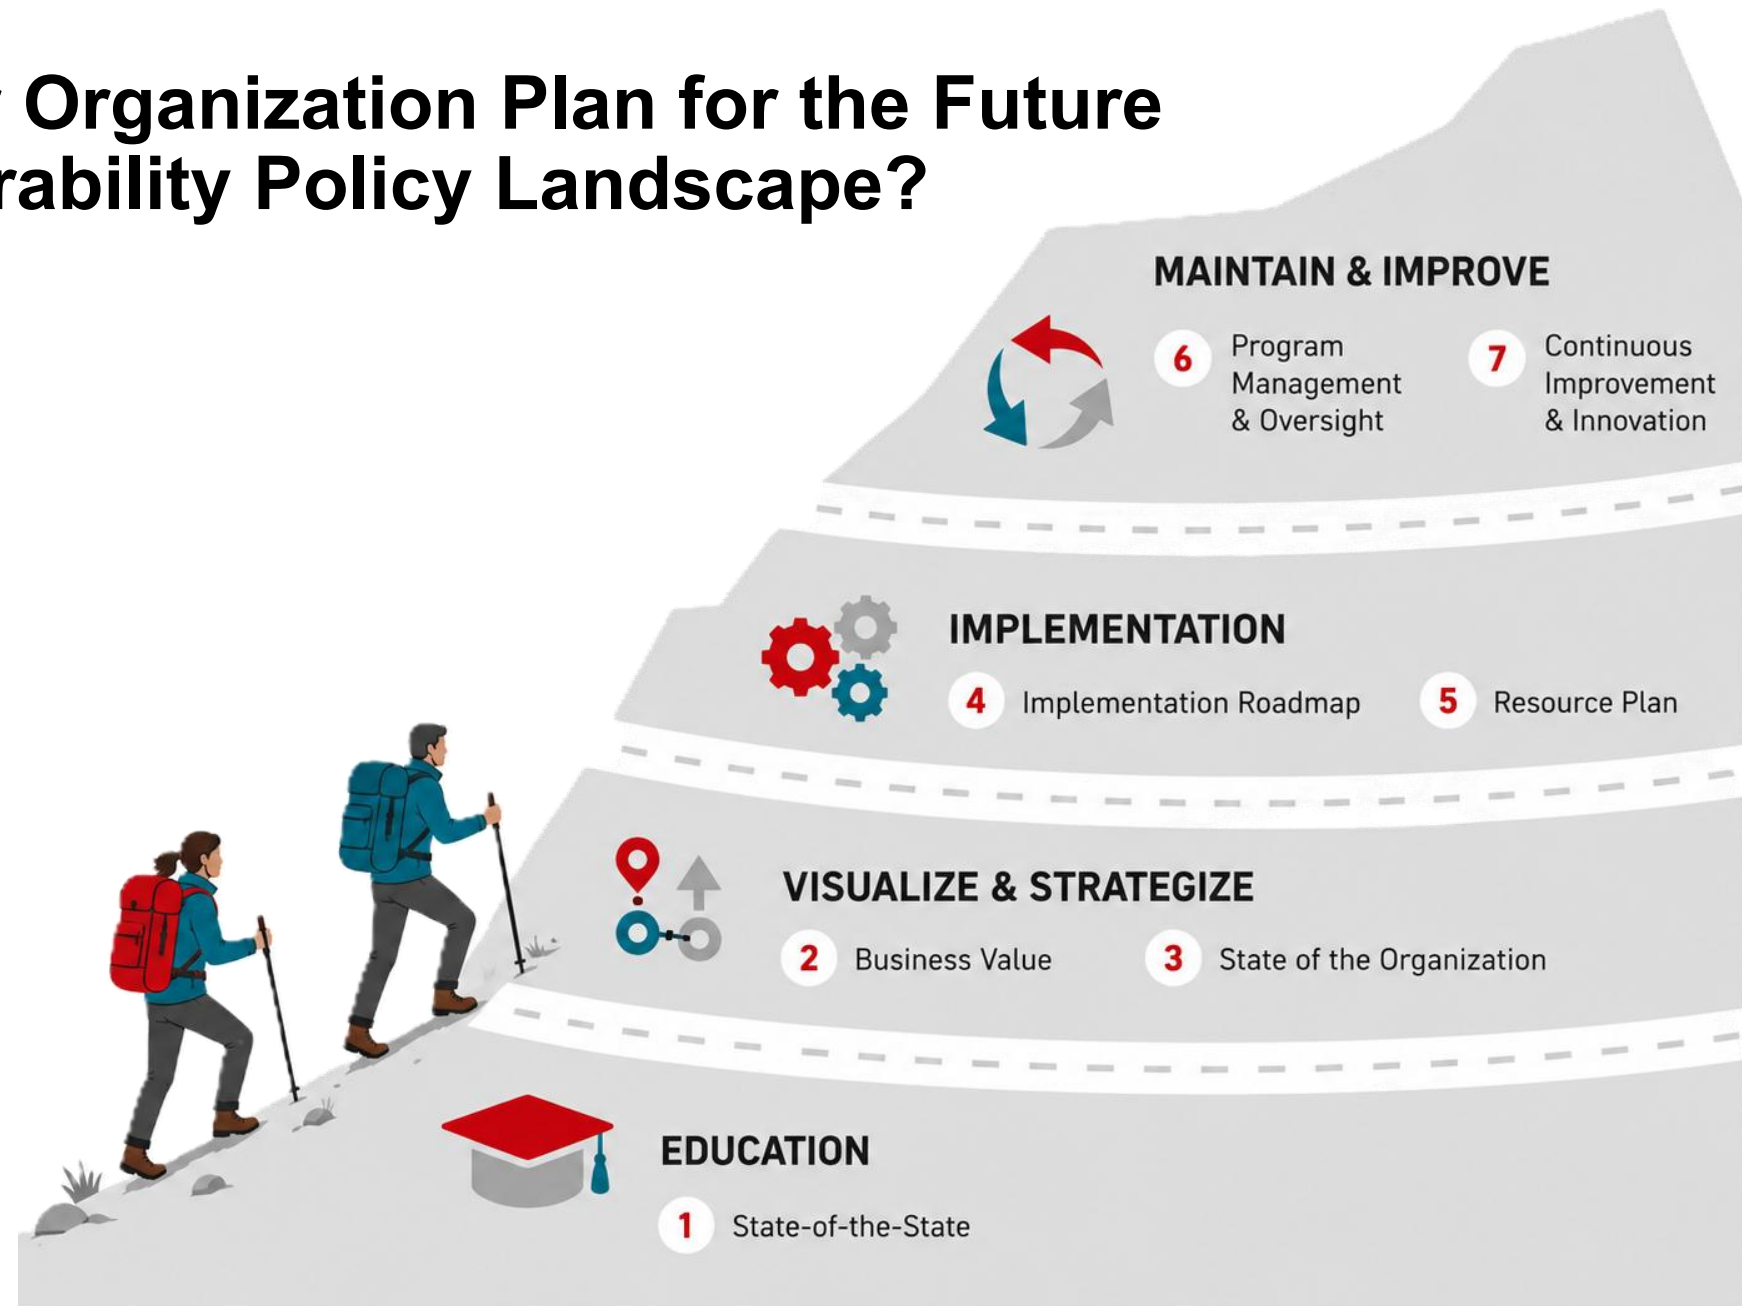 Organization Plan for the Future
rability Policy Landscape?
MAINTAIN & IMPROVE
6 Program
Management
& Oversight
7 Continuous
Improvement
& Innovation
IMPLEMENTATION
4 Implementation Roadmap
5 Resource Plan
VISUALIZE & STRATEGIZE
2 Business Value
3 State of the Organization
EDUCATION
1 State-of-the-State